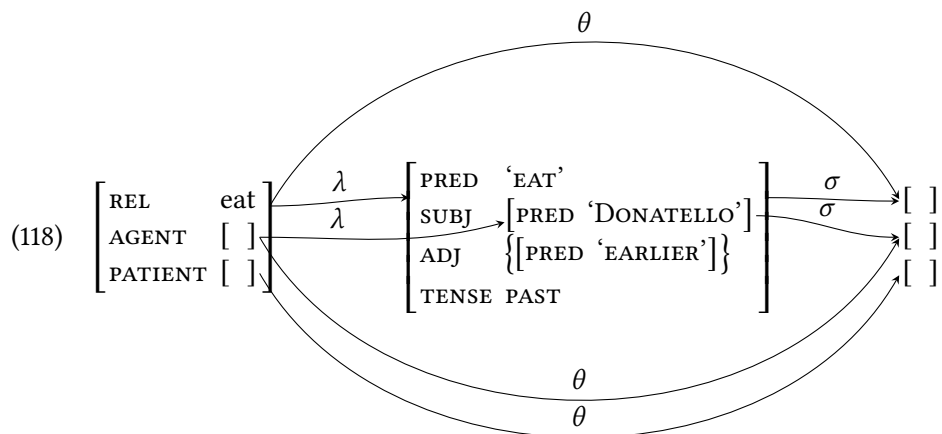 θ
(118)
[REL eat]
[AGENT [ ]]
[PATIENT [ ]]
λ
λ
[PRED ‘EAT’
SUBJ [PRED ‘DONATELLO’]
ADJ {[PRED ‘EARLIER’]}
TENSE PAST]
σ
σ
[ ]
[ ]
[ ]
θ
θ